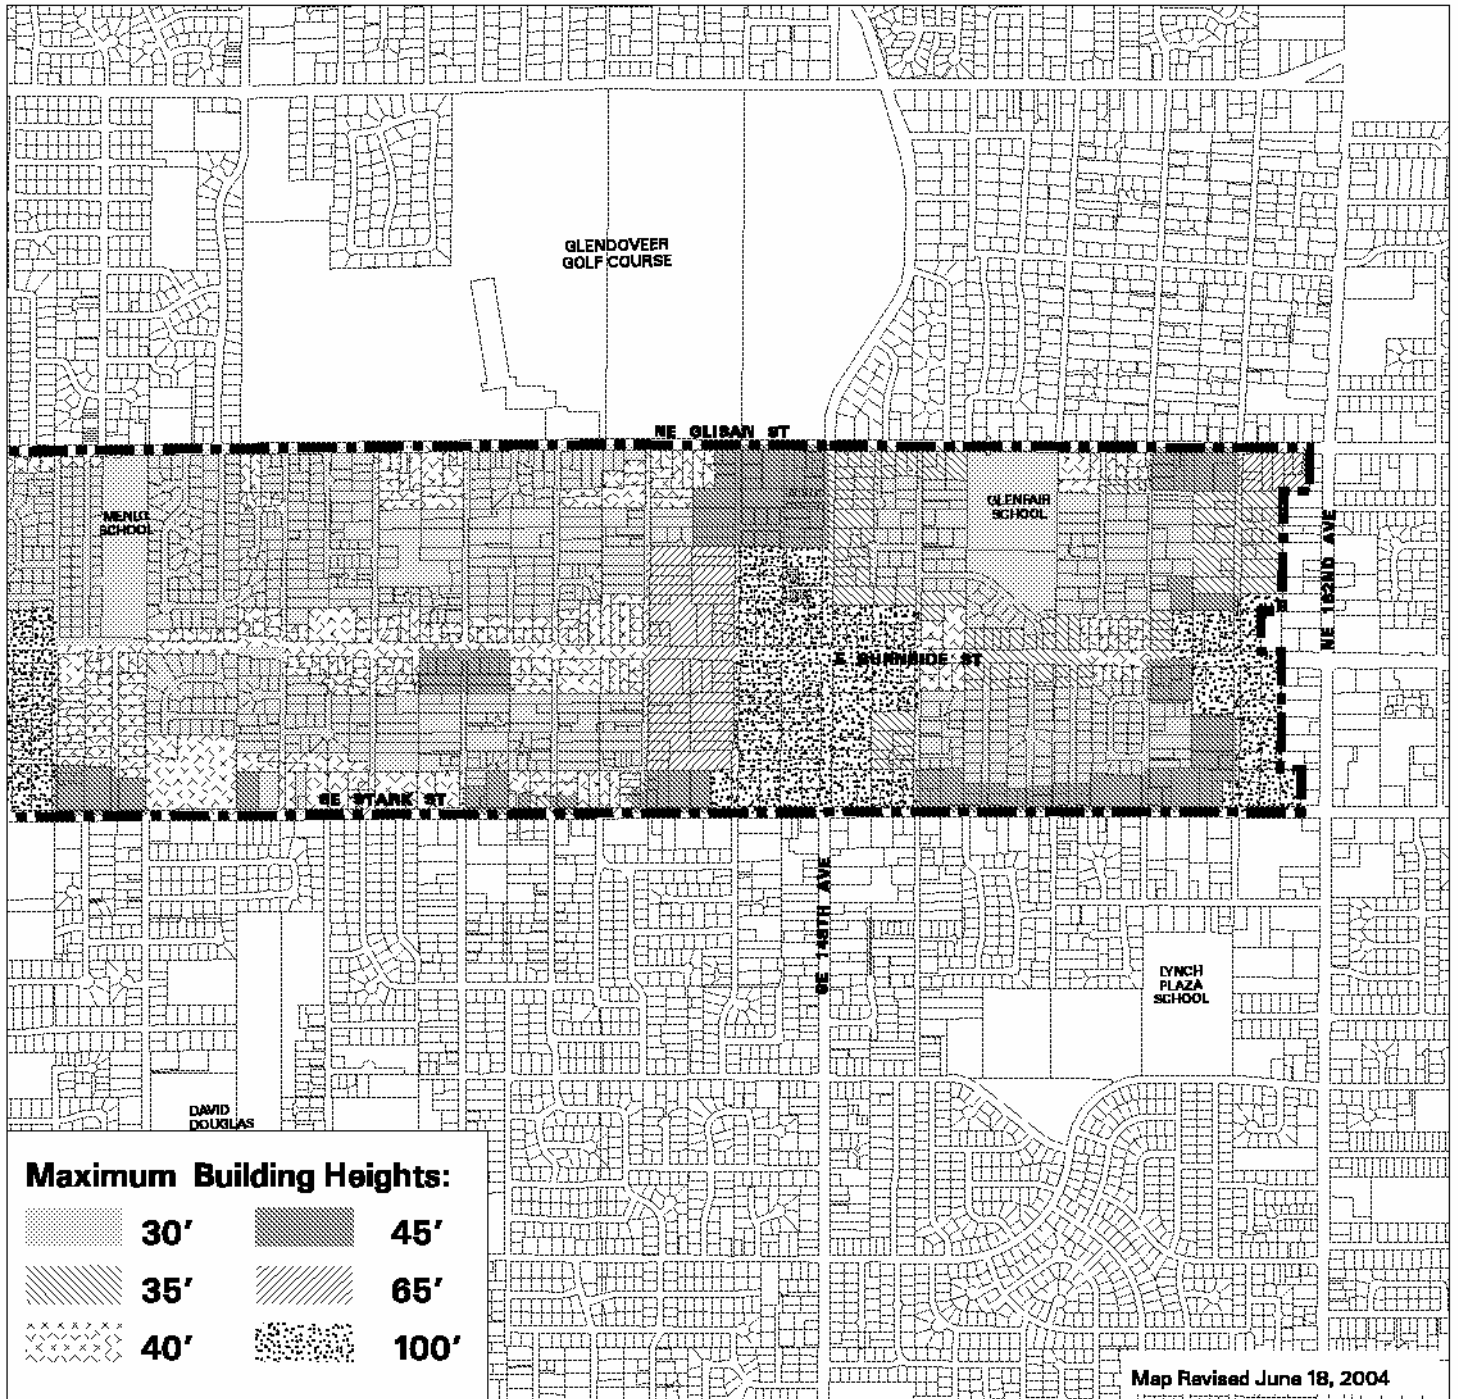 GLENDOVEER
GOLF COURSE
NE GLISAN ST
MENLO
SCHOOL
GLENFAIR
SCHOOL
NE 162ND AVE
E BURNSIDE ST
SE STARK ST
SE 148TH AVE
LYNCH
PLAZA
SCHOOL
DAVID
DOUGLAS
Maximum Building Heights:
30' 45'
35' 65'
40' 100'
Map Revised June 18, 2004